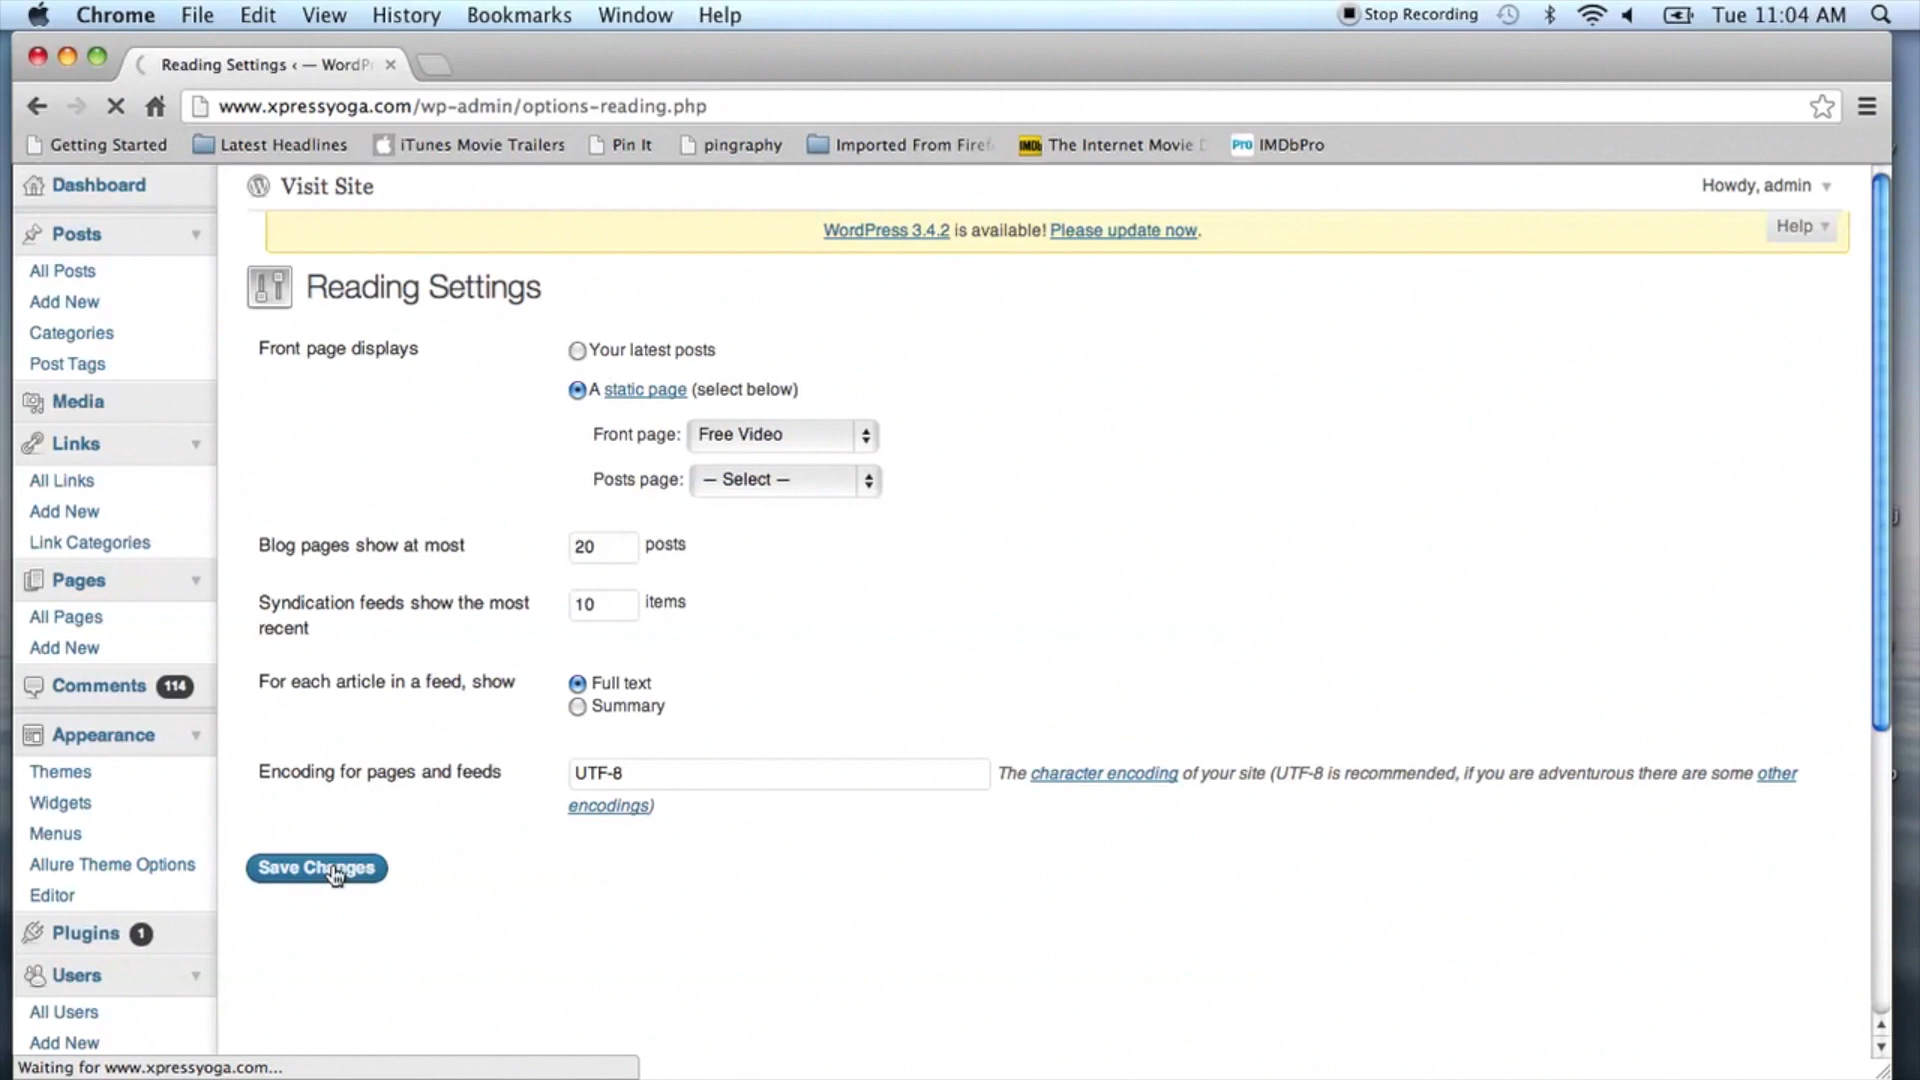 Chrome File Edit View History Bookmarks Window Help Stop Recording Tue 11:04 AM
Reading Settings ‹ — WordP
www.xpressyoga.com/wp-admin/options-reading.php
Getting Started Latest Headlines iTunes Movie Trailers Pin It pingraphy Imported From Firef IMDb The Internet Movie D Pro IMDbPro
Dashboard
Visit Site
Howdy, admin
WordPress 3.4.2 is available! Please update now.
Help
Posts
All Posts
Add New
Categories
Post Tags
Media
Links
All Links
Add New
Link Categories
Pages
All Pages
Add New
Comments 114
Appearance
Themes
Widgets
Menus
Allure Theme Options
Editor
Plugins 1
Users
All Users
Add New
Reading Settings
Front page displays
Your latest posts
A static page (select below)
Front page: Free Video
Posts page: — Select —
Blog pages show at most 20 posts
Syndication feeds show the most 10 items
recent
For each article in a feed, show
Full text
Summary
Encoding for pages and feeds UTF-8 The character encoding of your site (UTF-8 is recommended, if you are adventurous there are some other
encodings)
Save Changes
Waiting for www.xpressyoga.com...